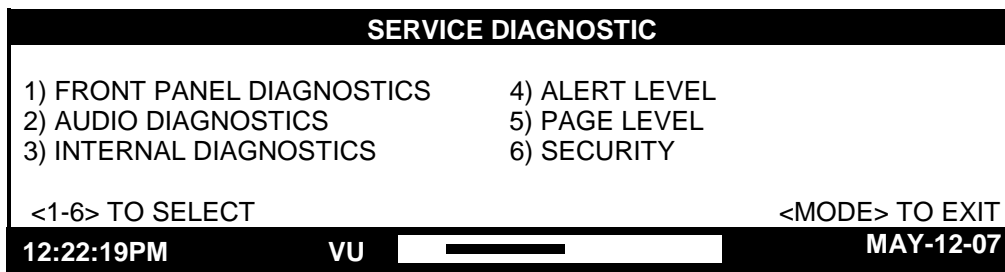 SERVICE DIAGNOSTIC
1) FRONT PANEL DIAGNOSTICS 4) ALERT LEVEL
2) AUDIO DIAGNOSTICS 5) PAGE LEVEL
3) INTERNAL DIAGNOSTICS 6) SECURITY
<1-6> TO SELECT <MODE> TO EXIT
12:22:19PM VU MAY-12-07